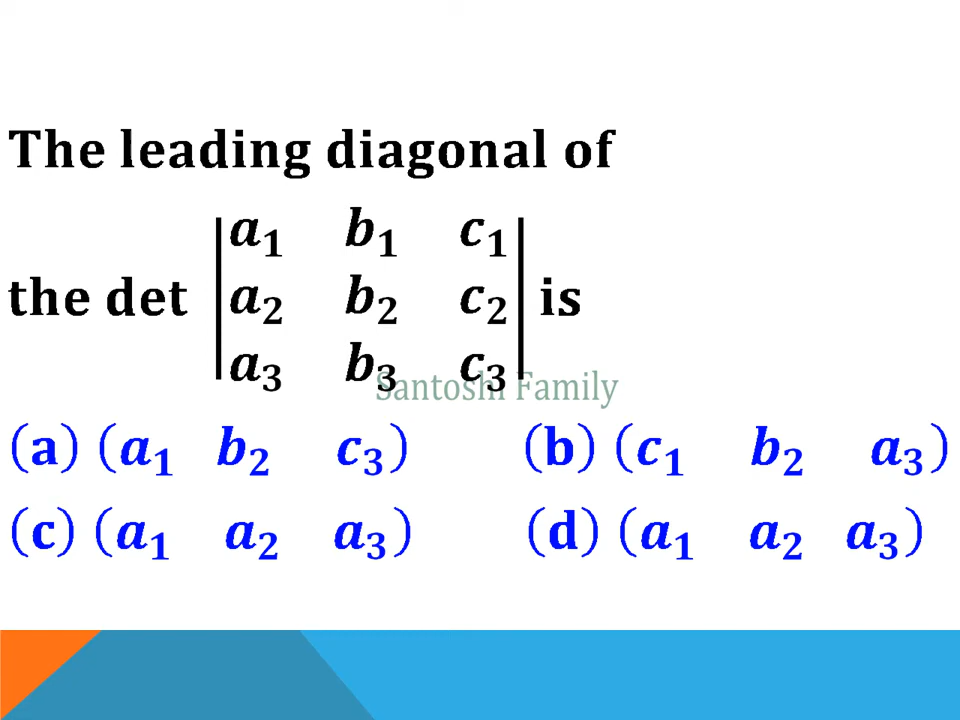 The leading diagonal of
the det | a₁ b₁ c₁ |
| a₂ b₂ c₂ | is
| a₃ b₃ c₃ |
Santoshi Family
(a) (a₁ b₂ c₃) (b) (c₁ b₂ a₃)
(c) (a₁ a₂ a₃) (d) (a₁ a₂ a₃)